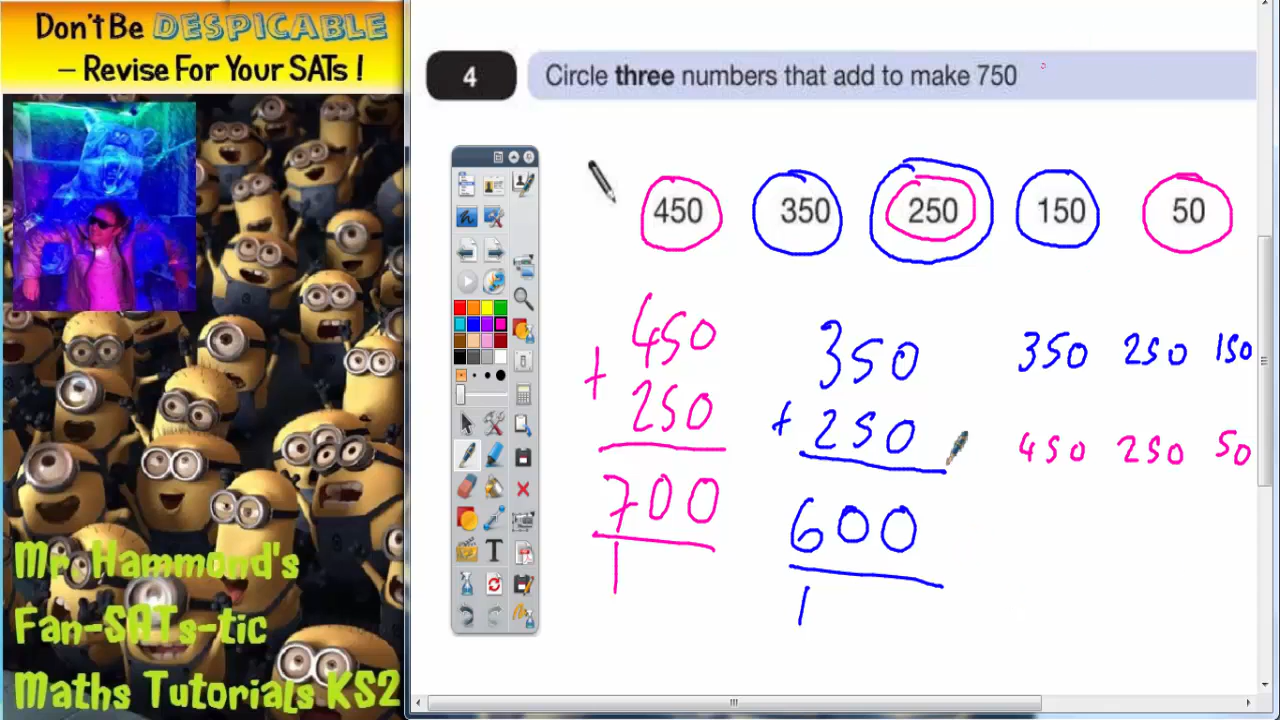 Don't Be DESPICABLE
– Revise For Your SATs !
4
Circle three numbers that add to make 750
450 350 250 150 50
450
+ 250
700
1
350
+ 250
600
1
350 250 150
450 250 50
T
Mr Hammond's
Fan-SATs-tic
Maths Tutorials KS2